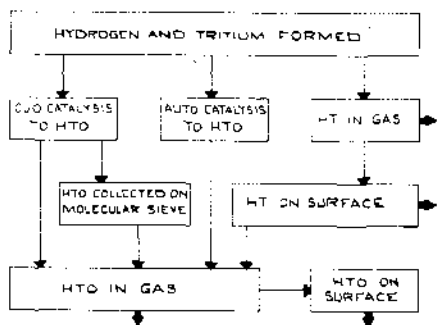 HYDROGEN AND TRITIUM FORMED
CUO CATALYSIS
TO HTO
AUTO CATALYSIS
TO HTO
HT IN GAS
HTO COLLECTED ON
MOLECULAR SIEVE
HT ON SURFACE
HTO IN GAS
HTO ON
SURFACE